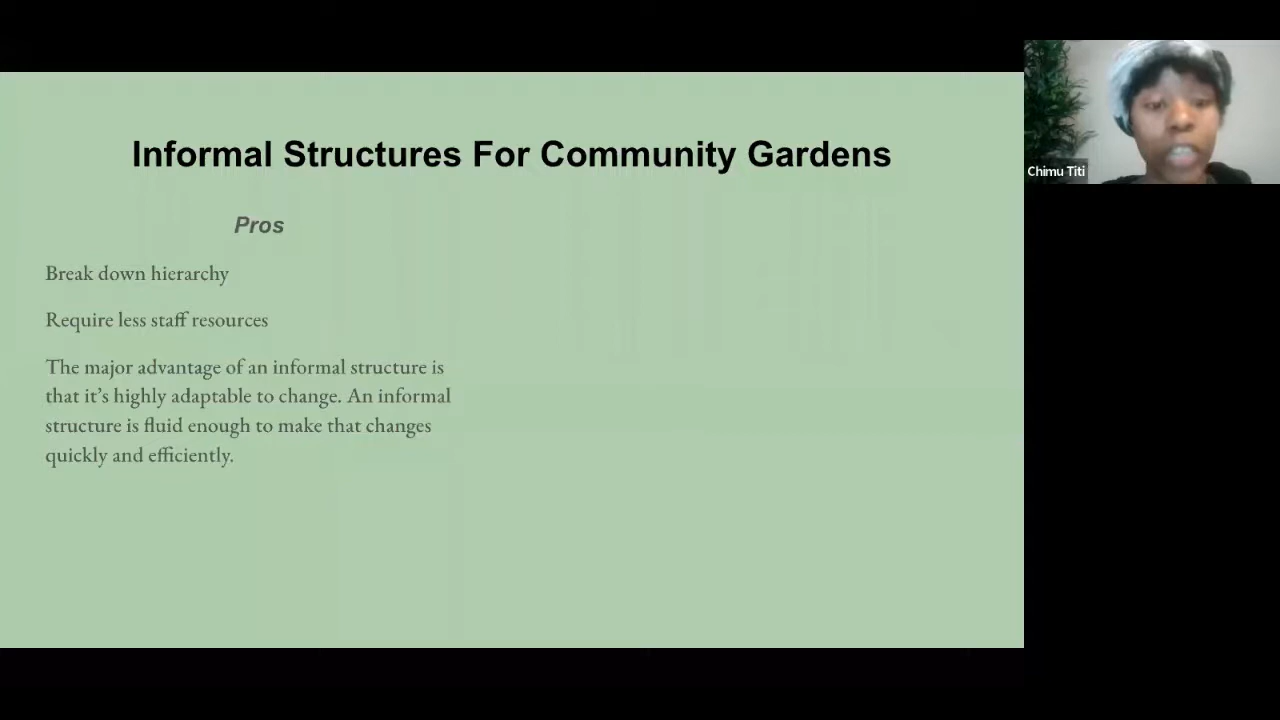 Informal Structures For Community Gardens
Pros
Break down hierarchy
Require less staff resources
The major advantage of an informal structure is
that it’s highly adaptable to change. An informal
structure is fluid enough to make that changes
quickly and efficiently.
Chimu Titi